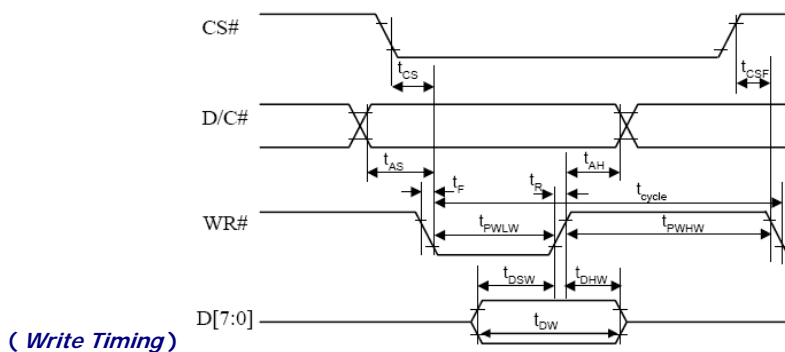 CS#
tCS
tCSF
D/C#
tAS
tF
tR
tAH
tcycle
WR#
tPWLW
tPWHW
tDSW
tDHW
D[7:0]
tDW
( Write Timing )